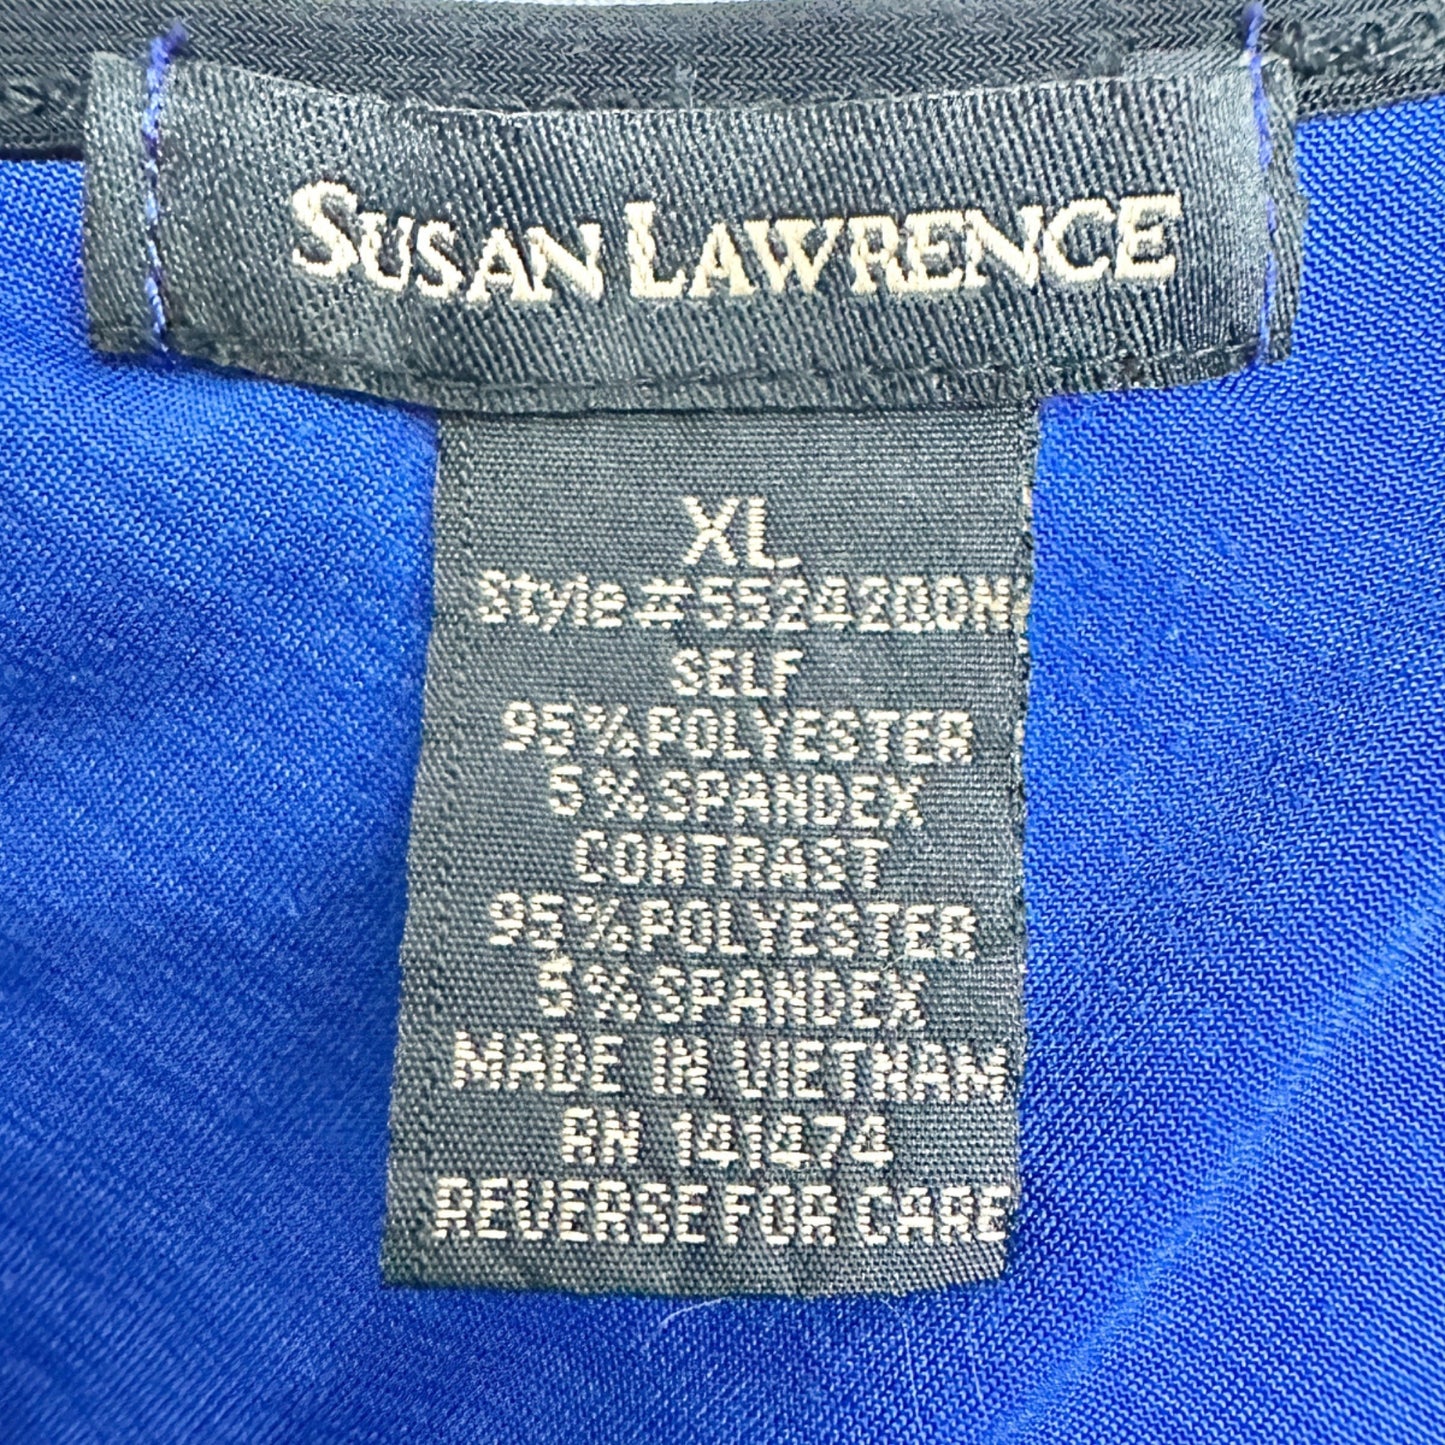 SUSAN LAWRENCE
XL
SELF
95%POLYESTER
5%SPANDEX
CONTRAST
95%POLYESTER
5%SPANDEX
MADE IN VIETNAM
RN 141474
REVERSE FOR CARE